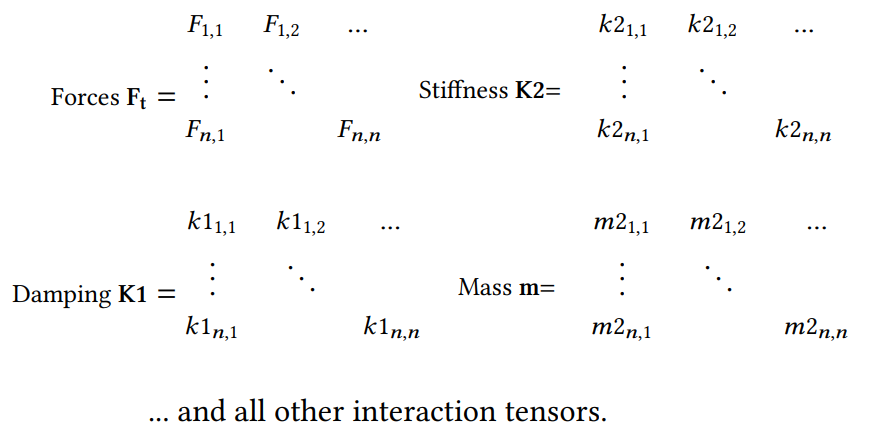 F₁,₁ F₁,₂ ... k2₁,₁ k2₁,₂ ...
Forces Fₜ = ⋮ ⋱ Stiffness K2= ⋮ ⋱
Fₙ,₁ Fₙ,ₙ k2ₙ,₁ k2ₙ,ₙ
k1₁,₁ k1₁,₂ ... m2₁,₁ m2₁,₂ ...
Damping K1 = ⋮ ⋱ Mass m= ⋮ ⋱
k1ₙ,₁ k1ₙ,ₙ m2ₙ,₁ m2ₙ,ₙ
... and all other interaction tensors.